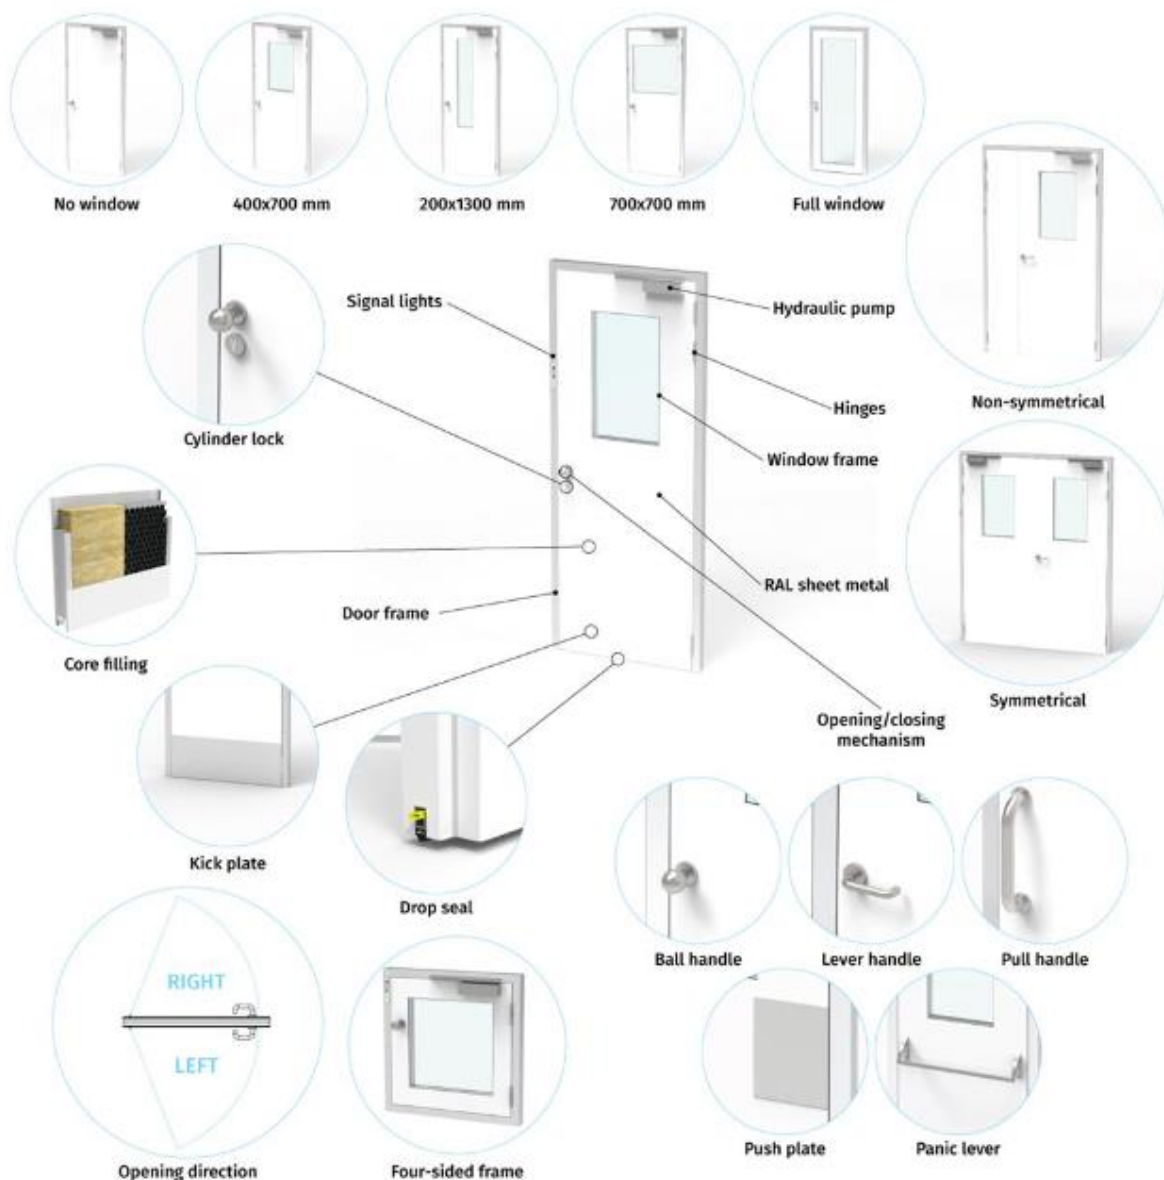 No window
400x700 mm
200x1300 mm
700x700 mm
Full window
Signal lights
Hydraulic pump
Hinges
Non-symmetrical
Cylinder lock
Window frame
RAL sheet metal
Door frame
Core filling
Symmetrical
Opening/closing
mechanism
Kick plate
Drop seal
Ball handle
Lever handle
Pull handle
RIGHT
LEFT
Push plate
Panic lever
Opening direction
Four-sided frame